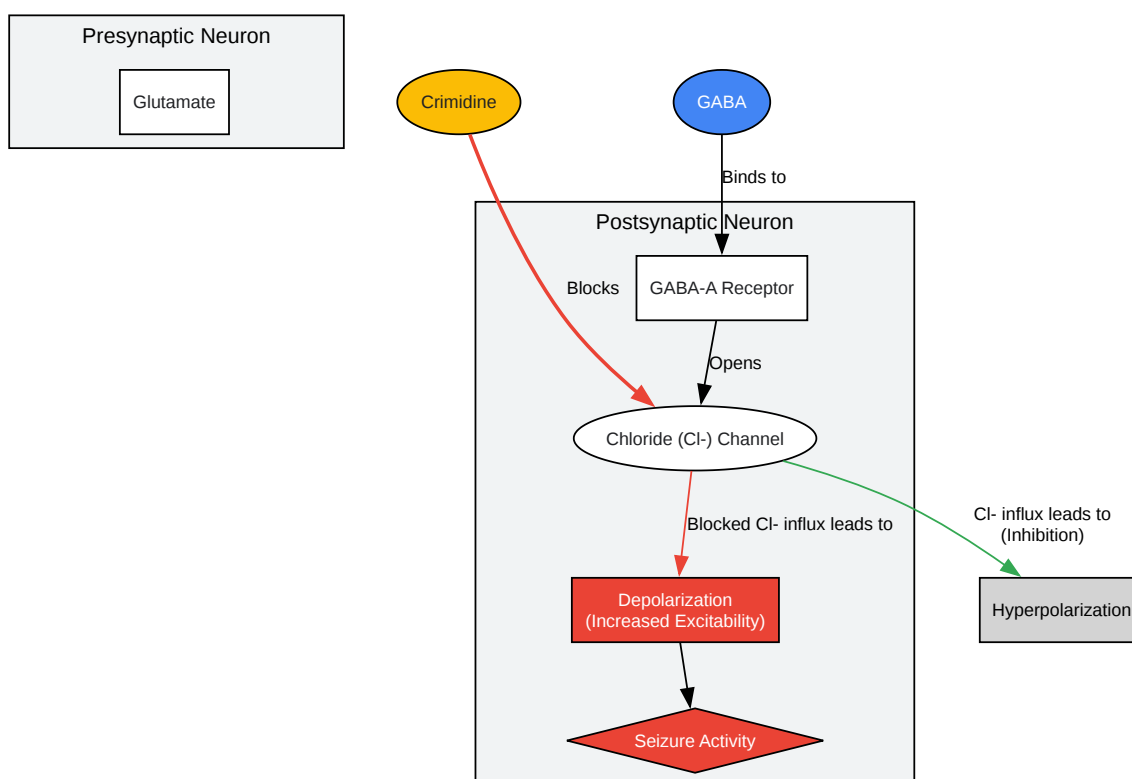 Presynaptic Neuron
Glutamate
Crimidine
GABA
Binds to
Postsynaptic Neuron
Blocks
GABA-A Receptor
Opens
Chloride (Cl-) Channel
Blocked Cl- influx leads to
Cl- influx leads to
(Inhibition)
Depolarization
(Increased Excitability)
Hyperpolarization
Seizure Activity